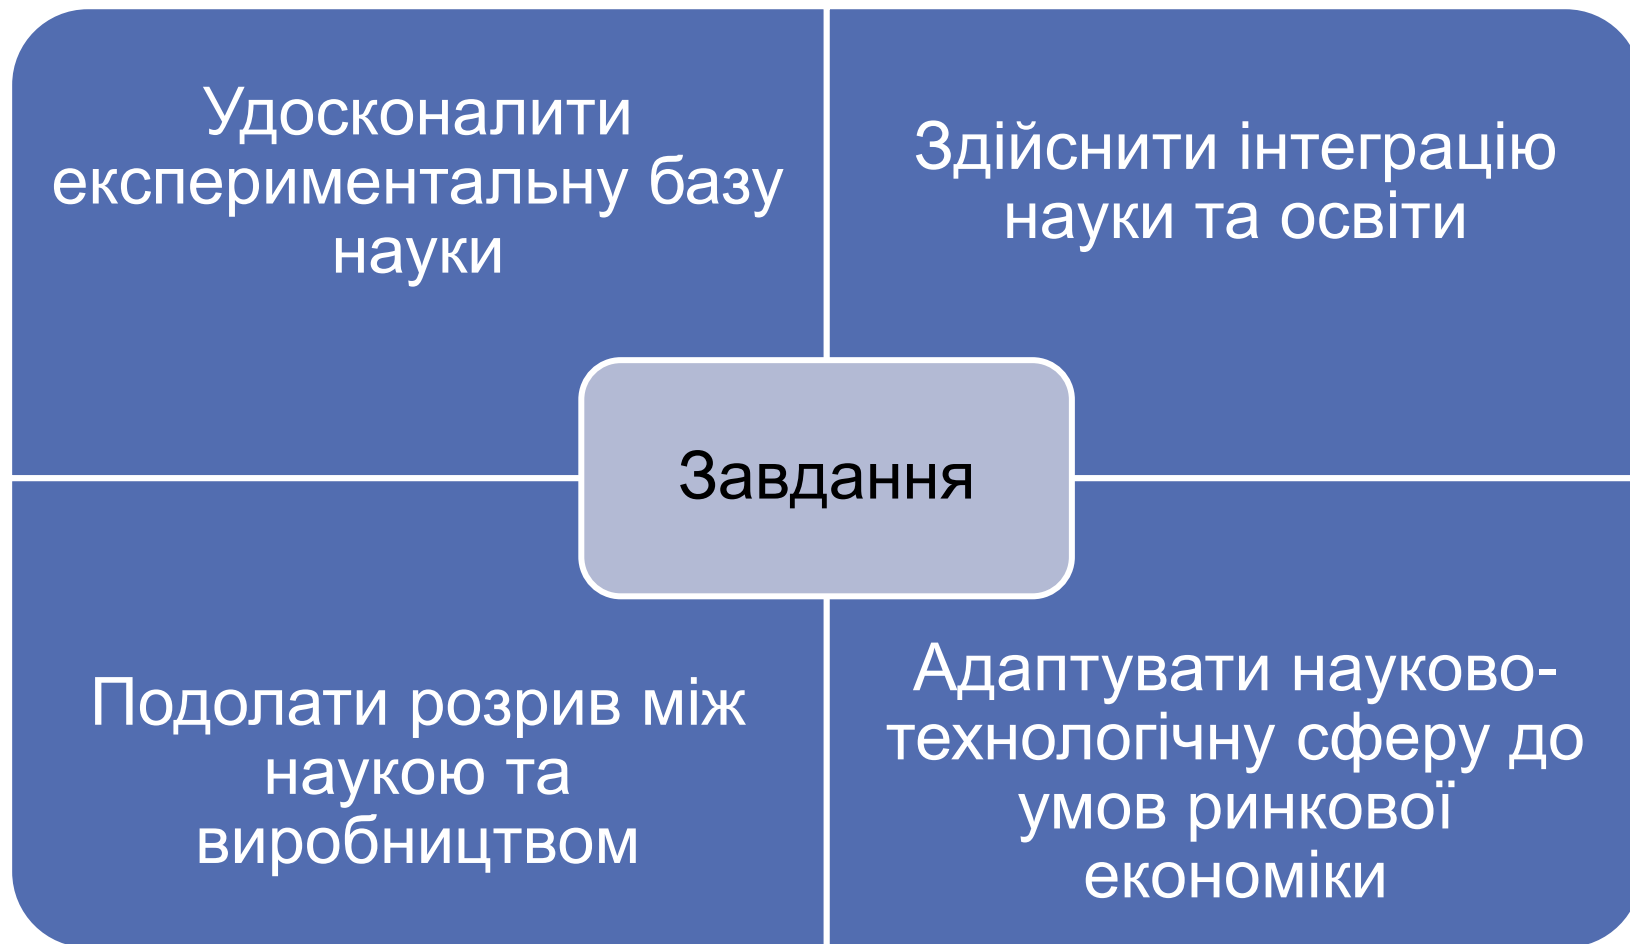 Удосконалити
експериментальну базу
науки
Здійснити інтеграцію
науки та освіти
Завдання
Подолати розрив між
наукою та
виробництвом
Адаптувати науково-
технологічну сферу до
умов ринкової
економіки